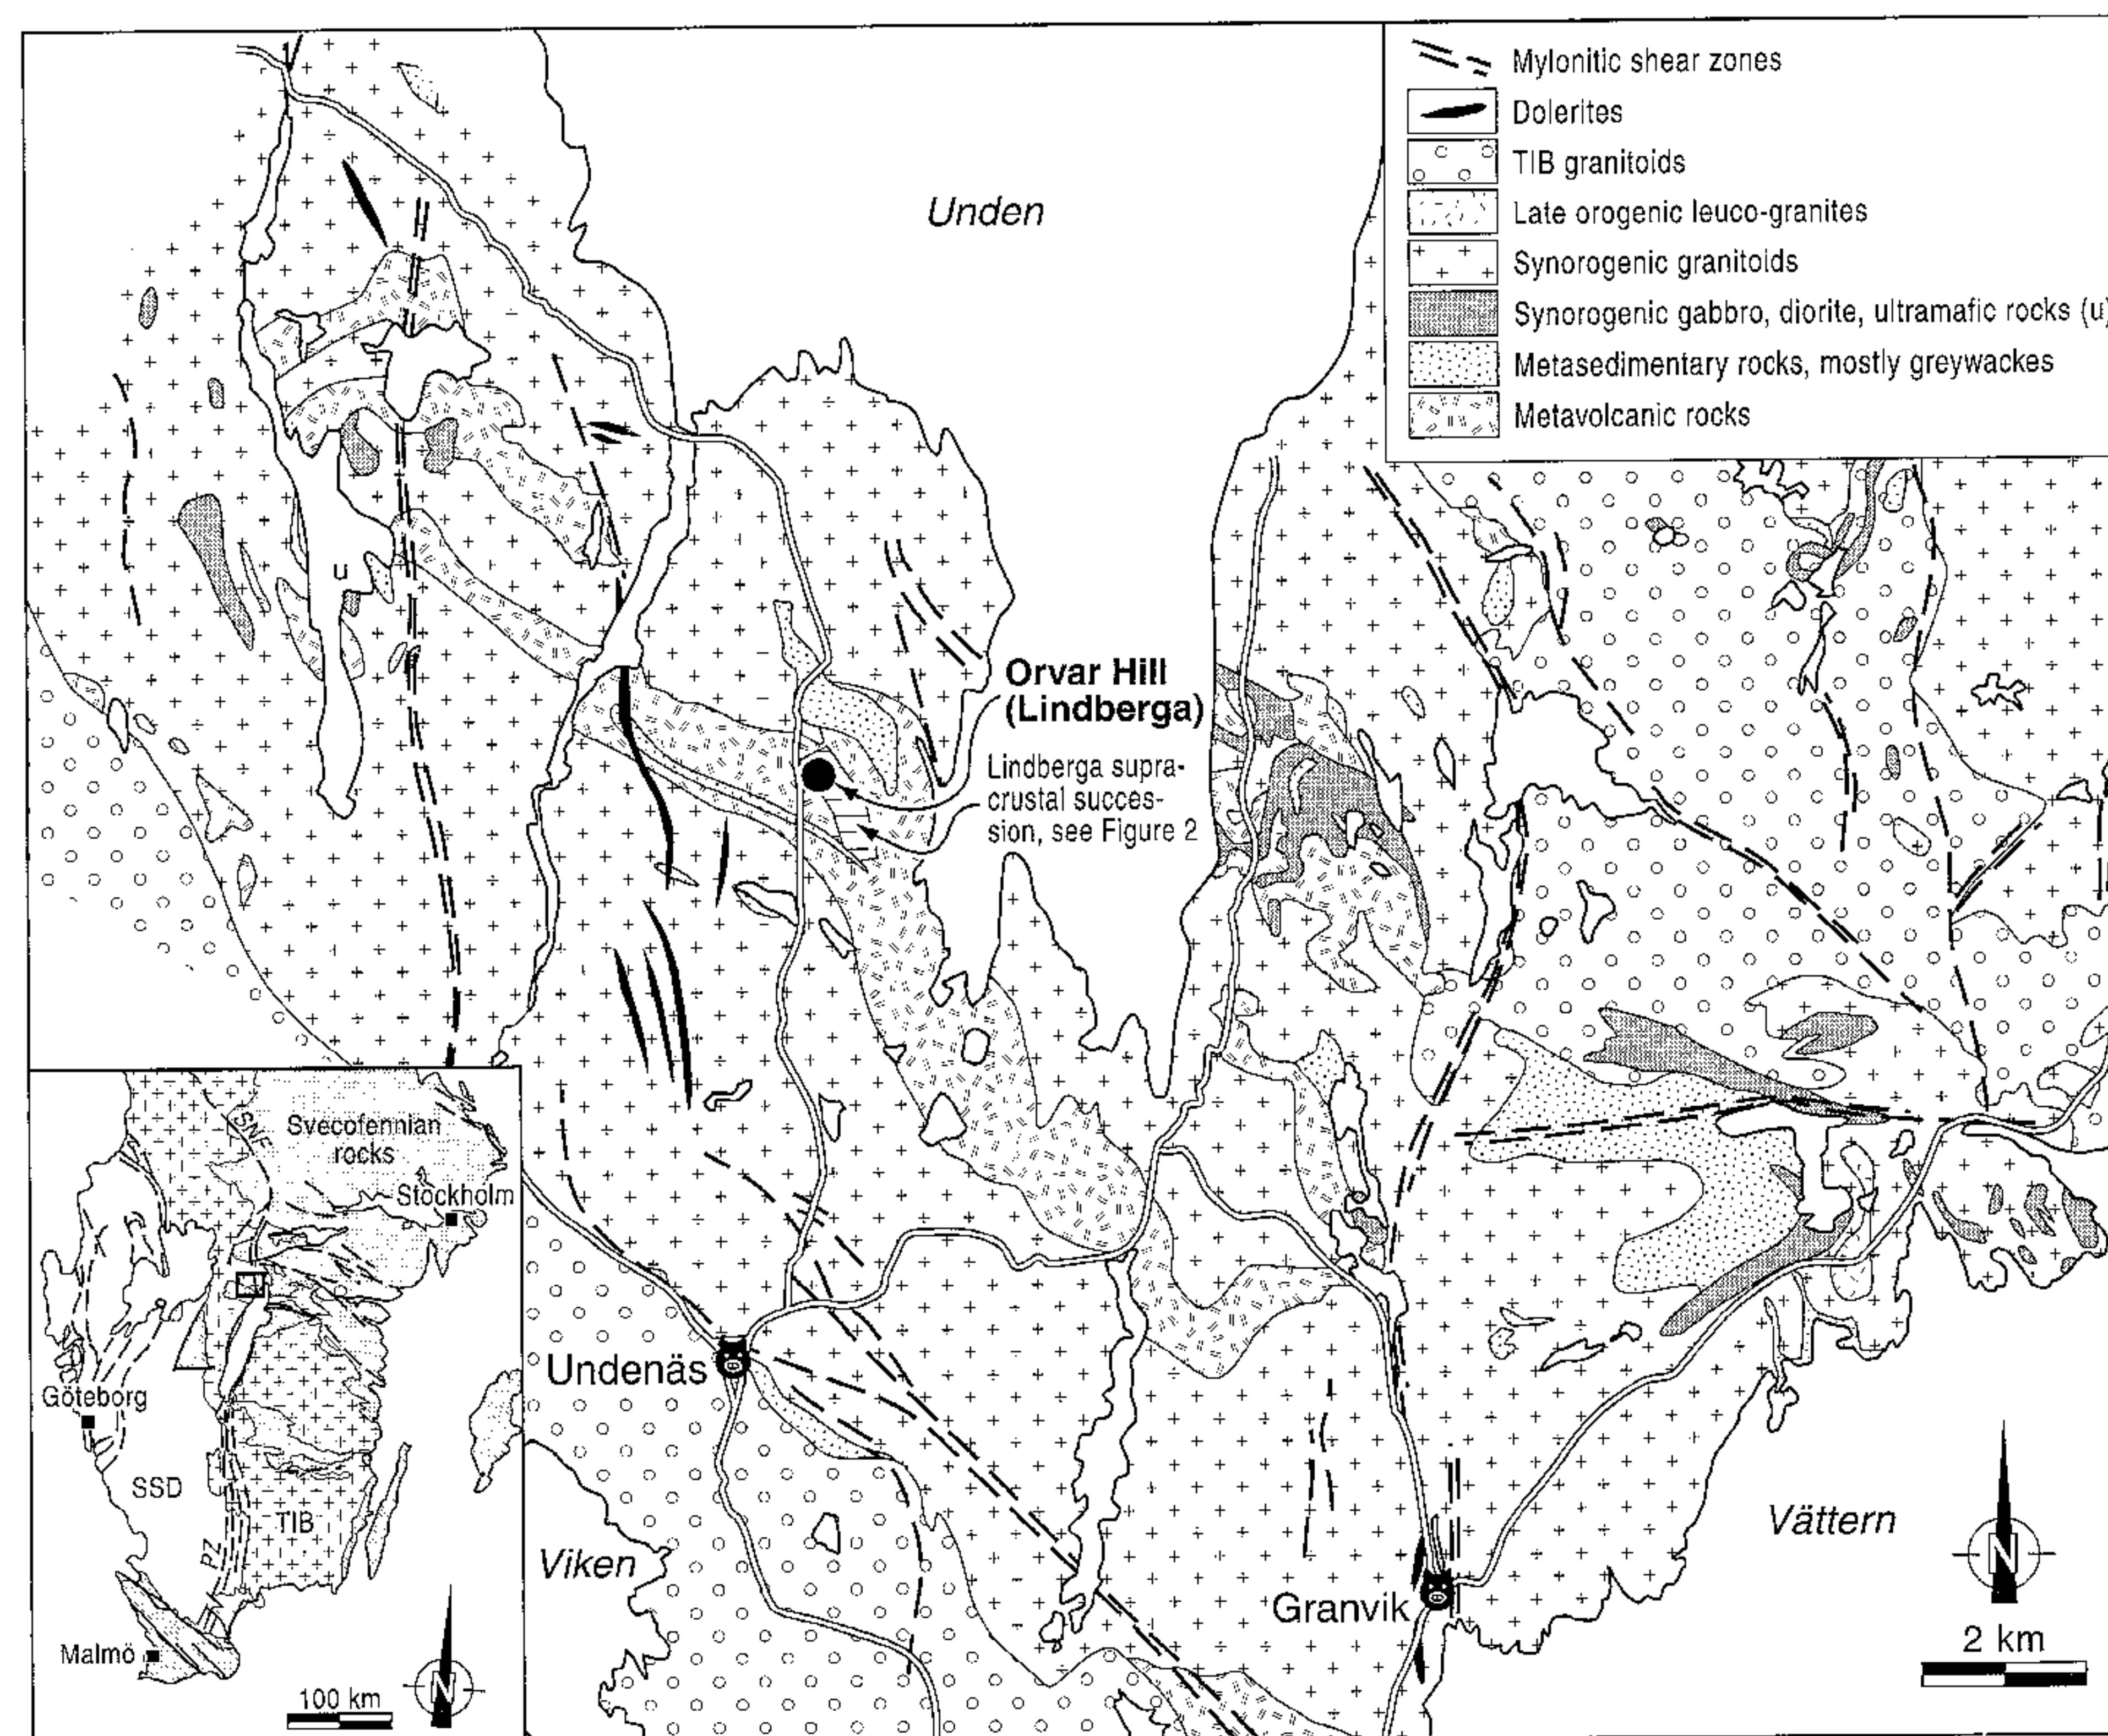 Mylonitic shear zones
Dolerites
TIB granitoids
Late orogenic leuco-granites
Synorogenic granitoids
Synorogenic gabbro, diorite, ultramafic rocks (u)
Metasedimentary rocks, mostly greywackes
Metavolcanic rocks
Unden
u
Orvar Hill
(Lindberga)
Lindberga supra-
crustal succes-
sion, see Figure 2
Undenäs
Viken
Granvik
Vättern
N
2 km
SNF
Svecofennian
rocks
Stockholm
Göteborg
SSD
TIB
PZ
Malmö
100 km
N